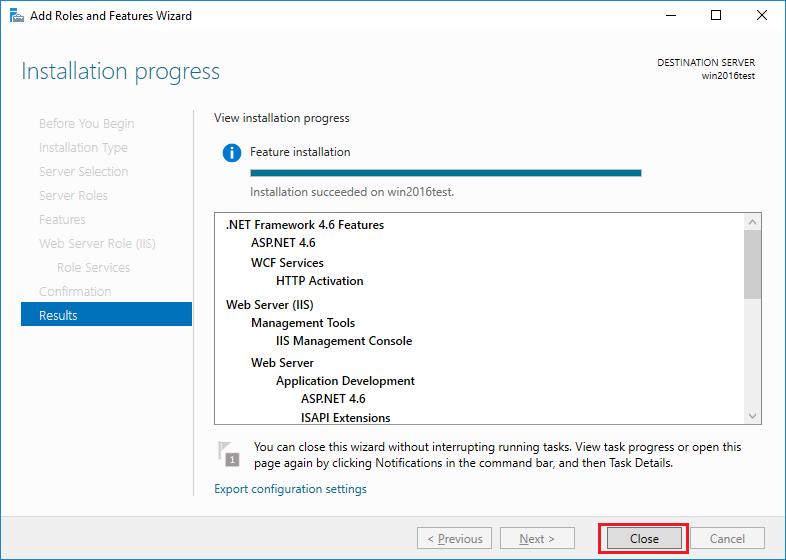 Add Roles and Features Wizard
Installation progress
DESTINATION SERVER
win2016test
Before You Begin
Installation Type
Server Selection
Server Roles
Features
Web Server Role (IIS)
Role Services
Confirmation
Results
View installation progress
Feature installation
Installation succeeded on win2016test.
.NET Framework 4.6 Features
ASP.NET 4.6
WCF Services
HTTP Activation
Web Server (IIS)
Management Tools
IIS Management Console
Web Server
Application Development
ASP.NET 4.6
ISAPI Extensions
1
You can close this wizard without interrupting running tasks. View task progress or open this
page again by clicking Notifications in the command bar, and then Task Details.
Export configuration settings
< Previous
Next >
Close
Cancel